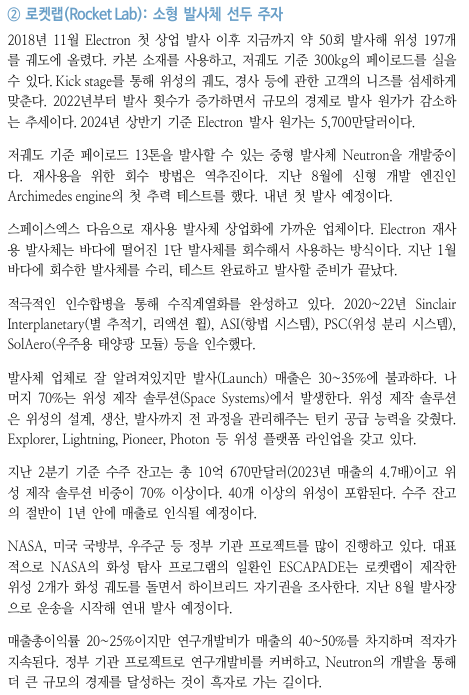 ② 로켓랩(Rocket Lab): 소형 발사체 선두 주자
2018년 11월 Electron 첫 상업 발사 이후 지금까지 약 50회 발사해 위성 197개
를 궤도에 올렸다. 카본 소재를 사용하고, 저궤도 기준 300kg의 페이로드를 실을
수 있다. Kick stage를 통해 위성의 궤도, 경사 등에 관한 고객의 니즈를 섬세하게
맞춘다. 2022년부터 발사 횟수가 증가하면서 규모의 경제로 발사 원가가 감소하
는 추세이다. 2024년 상반기 기준 Electron 발사 원가는 5,700만달러이다.
저궤도 기준 페이로드 13톤을 발사할 수 있는 중형 발사체 Neutron을 개발중이
다. 재사용을 위한 회수 방법은 역추진이다. 지난 8월에 신형 개발 엔진인
Archimedes engine의 첫 추력 테스트를 했다. 내년 첫 발사 예정이다.
스페이스엑스 다음으로 재사용 발사체 상업화에 가까운 업체이다. Electron 재사
용 발사체는 바다에 떨어진 1단 발사체를 회수해서 사용하는 방식이다. 지난 1월
바다에 회수한 발사체를 수리, 테스트 완료하고 발사할 준비가 끝났다.
적극적인 인수합병을 통해 수직계열화를 완성하고 있다. 2020~22년 Sinclair
Interplanetary(별 추적기, 리액션 휠), ASI(항법 시스템), PSC(위성 분리 시스템),
SolAero(우주용 태양광 모듈) 등을 인수했다.
발사체 업체로 잘 알려져있지만 발사(Launch) 매출은 30~35%에 불과하다. 나
머지 70%는 위성 제작 솔루션(Space Systems)에서 발생한다. 위성 제작 솔루션
은 위성의 설계, 생산, 발사까지 전 과정을 관리해주는 턴키 공급 능력을 갖췄다.
Explorer, Lightning, Pioneer, Photon 등 위성 플랫폼 라인업을 갖고 있다.
지난 2분기 기준 수주 잔고는 총 10억 670만달러(2023년 매출의 4.7배)이고 위
성 제작 솔루션 비중이 70% 이상이다. 40개 이상의 위성이 포함된다. 수주 잔고
의 절반이 1년 안에 매출로 인식될 예정이다.
NASA, 미국 국방부, 우주군 등 정부 기관 프로젝트를 많이 진행하고 있다. 대표
적으로 NASA의 화성 탐사 프로그램의 일환인 ESCAPADE는 로켓랩이 제작한
위성 2개가 화성 궤도를 돌면서 하이브리드 자기권을 조사한다. 지난 8월 발사장
으로 운송을 시작해 연내 발사 예정이다.
매출총이익률 20~25%이지만 연구개발비가 매출의 40~50%를 차지하며 적자가
지속된다. 정부 기관 프로젝트로 연구개발비를 커버하고, Neutron의 개발을 통해
더 큰 규모의 경제를 달성하는 것이 흑자로 가는 길이다.